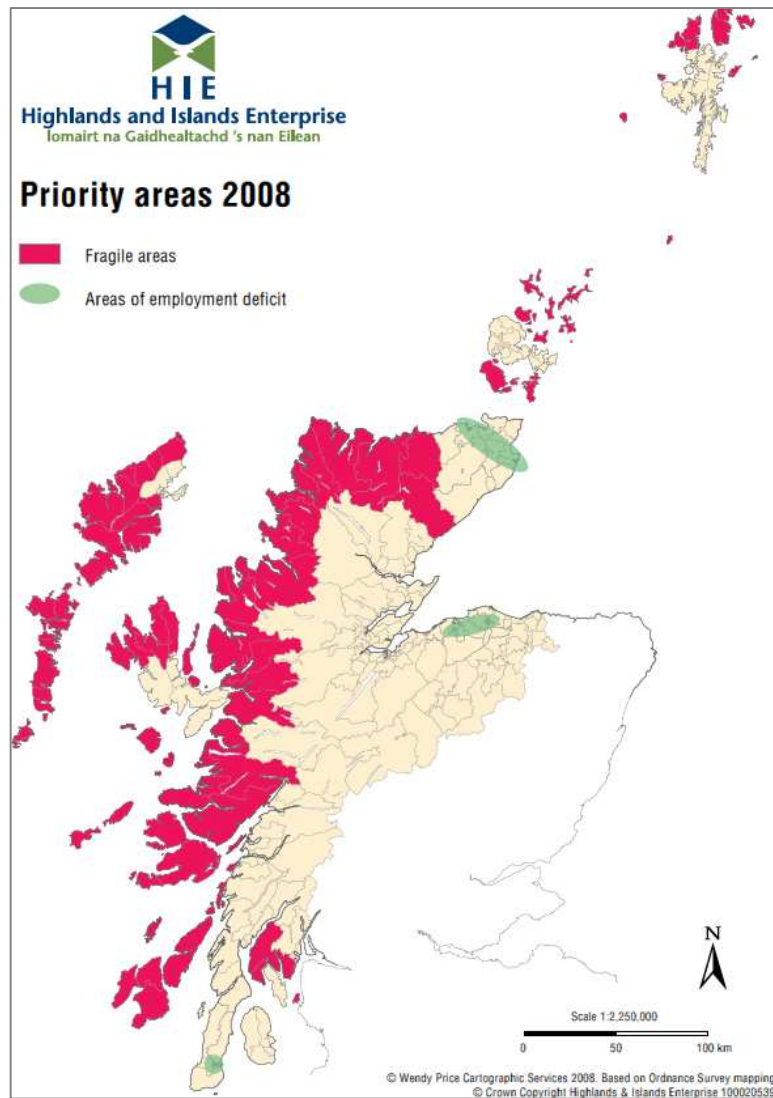 HIE
Highlands and Islands Enterprise
Iomairt na Gaidhealtachd 's nan Eilean
Priority areas 2008
Fragile areas
Areas of employment deficit
N
Scale 1:2,250,000
0 50 100 km
© Wendy Price Cartographic Services 2008. Based on Ordnance Survey mapping
© Crown Copyright Highlands & Islands Enterprise 100020539